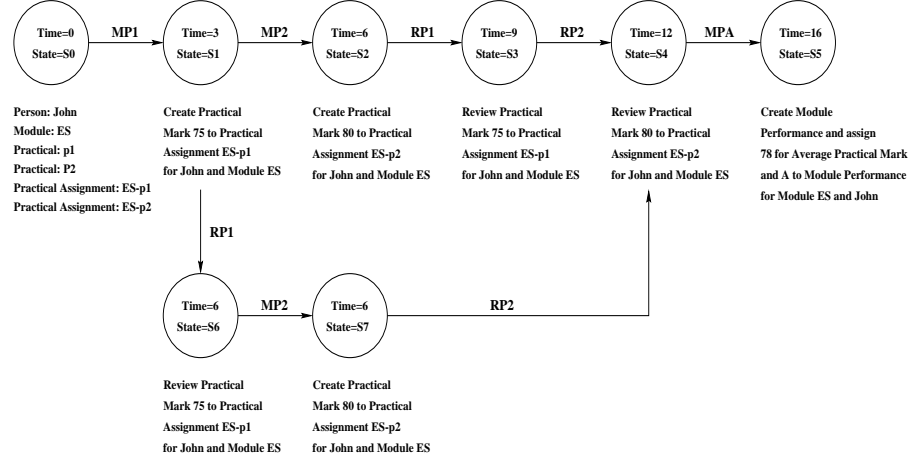 Time=0
State=S0
MP1
Time=3
State=S1
MP2
Time=6
State=S2
RP1
Time=9
State=S3
RP2
Time=12
State=S4
MPA
Time=16
State=S5
Person: John
Module: ES
Practical: p1
Practical: P2
Practical Assignment: ES-p1
Practical Assignment: ES-p2
Create Practical
Mark 75 to Practical
Assignment ES-p1
for John and Module ES
Create Practical
Mark 80 to Practical
Assignment ES-p2
for John and Module ES
Review Practical
Mark 75 to Practical
Assignment ES-p1
for John and Module ES
Review Practical
Mark 80 to Practical
Assignment ES-p2
for John and Module ES
Create Module
Performance and assign
78 for Average Practical Mark
and A to Module Performance
for Module ES and John
RP1
Time=6
State=S6
MP2
Time=6
State=S7
RP2
Review Practical
Mark 75 to Practical
Assignment ES-p1
for John and Module ES
Create Practical
Mark 80 to Practical
Assignment ES-p2
for John and Module ES